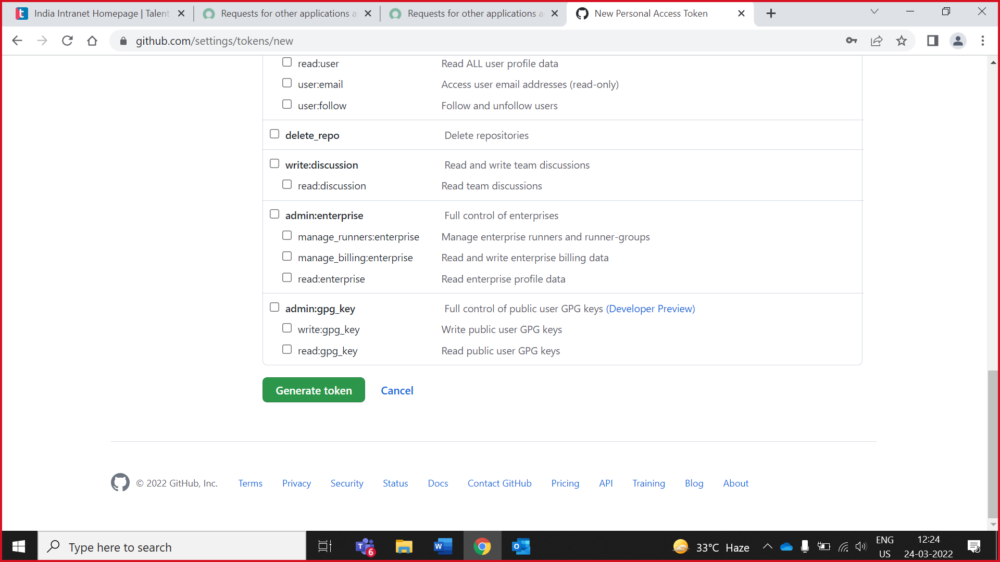 India Intranet Homepage | Talent
Requests for other applications a
Requests for other applications a
New Personal Access Token
github.com/settings/tokens/new
read:user Read ALL user profile data
user:email Access user email addresses (read-only)
user:follow Follow and unfollow users
delete_repo Delete repositories
write:discussion Read and write team discussions
read:discussion Read team discussions
admin:enterprise Full control of enterprises
manage_runners:enterprise Manage enterprise runners and runner-groups
manage_billing:enterprise Read and write enterprise billing data
read:enterprise Read enterprise profile data
admin:gpg_key Full control of public user GPG keys (Developer Preview)
write:gpg_key Write public user GPG keys
read:gpg_key Read public user GPG keys
Generate token Cancel
© 2022 GitHub, Inc. Terms Privacy Security Status Docs Contact GitHub Pricing API Training Blog About
Type here to search
6
33°C Haze
ENG
US
12:24
24-03-2022